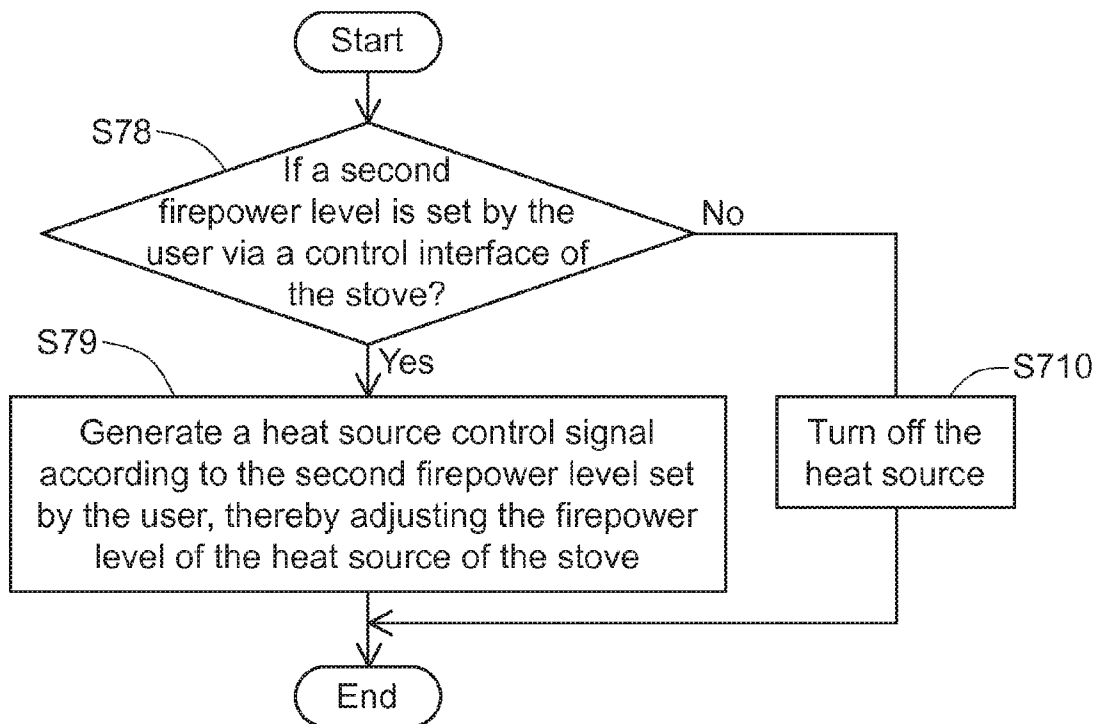 Start
S78
If a second
firepower level is set by the
user via a control interface of
the stove?
No
Yes
S79
S710
Generate a heat source control signal
according to the second firepower level set
by the user, thereby adjusting the firepower
level of the heat source of the stove
Turn off the
heat source
End